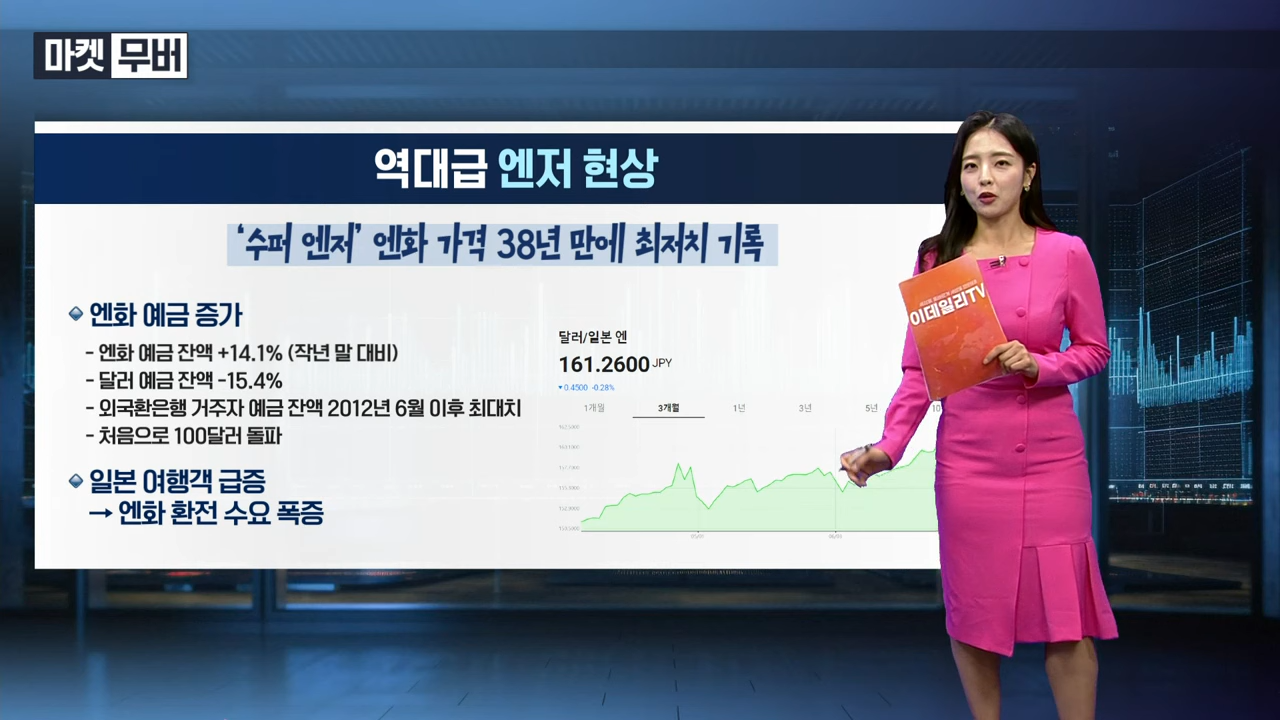 마켓무버
역대급 엔저 현상
‘수퍼 엔저’ 엔화 가격 38년 만에 최저치 기록
엔화 예금 증가
- 엔화 예금 잔액 +14.1% (작년 말 대비)
- 달러 예금 잔액 -15.4%
- 외국환은행 거주자 예금 잔액 2012년 6월 이후 최대치
- 처음으로 100달러 돌파
일본 여행객 급증
→ 엔화 환전 수요 폭증
달러/일본 엔
161.2600 JPY
▼0.4500 -0.28%
1개월 3개월 1년 3년 5년 10
05/01 06/03
이데일리TV